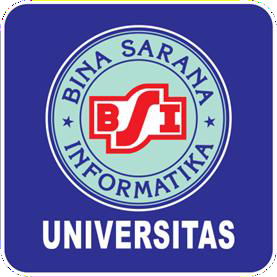 BINA SARANA
BSI
INFORMATIKA
UNIVERSITAS